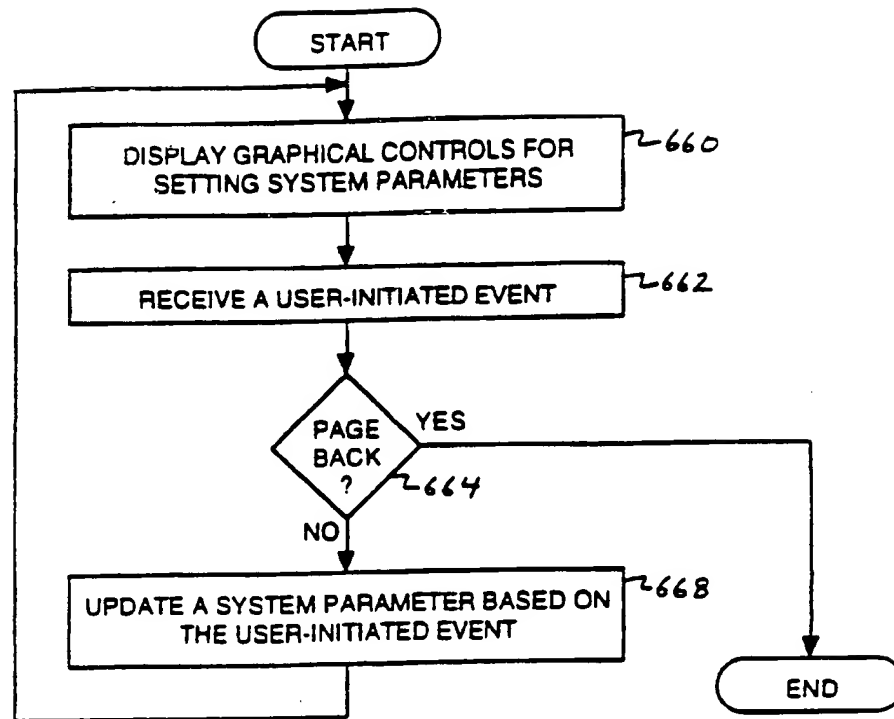 START
DISPLAY GRAPHICAL CONTROLS FOR
SETTING SYSTEM PARAMETERS
660
RECEIVE A USER-INITIATED EVENT
662
PAGE
BACK
?
YES
664
NO
UPDATE A SYSTEM PARAMETER BASED ON
THE USER-INITIATED EVENT
668
END